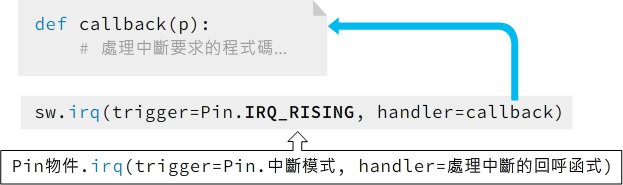 def callback(p):
    # 處理中斷要求的程式碼…
sw.irq(trigger=Pin.IRQ_RISING, handler=callback)
Pin物件.irq(trigger=Pin.中斷模式, handler=處理中斷的回呼函式)